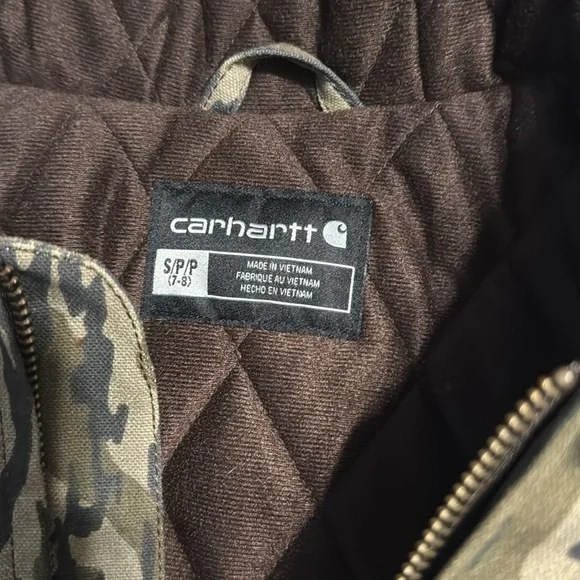 carhartt
S/P/P
(7-8)
MADE IN VIETNAM
FABRIQUE AU VIETNAM
HECHO EN VIETNAM